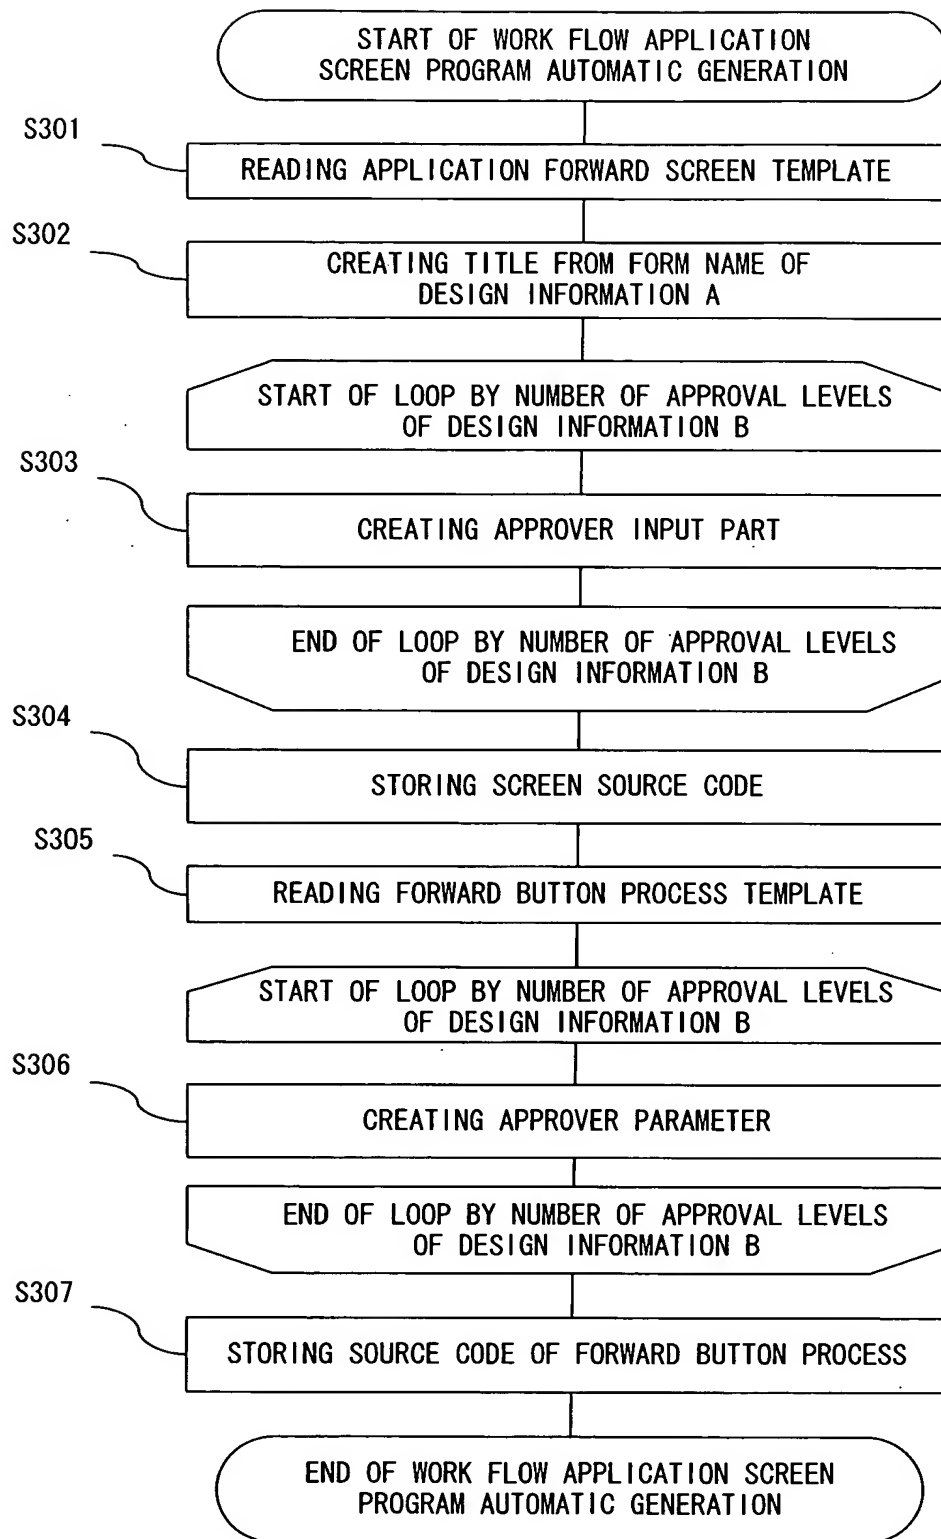 START OF WORK FLOW APPLICATION
SCREEN PROGRAM AUTOMATIC GENERATION
S301
READING APPLICATION FORWARD SCREEN TEMPLATE
S302
CREATING TITLE FROM FORM NAME OF
DESIGN INFORMATION A
START OF LOOP BY NUMBER OF APPROVAL LEVELS
OF DESIGN INFORMATION B
S303
CREATING APPROVER INPUT PART
END OF LOOP BY NUMBER OF APPROVAL LEVELS
OF DESIGN INFORMATION B
S304
STORING SCREEN SOURCE CODE
S305
READING FORWARD BUTTON PROCESS TEMPLATE
START OF LOOP BY NUMBER OF APPROVAL LEVELS
OF DESIGN INFORMATION B
S306
CREATING APPROVER PARAMETER
END OF LOOP BY NUMBER OF APPROVAL LEVELS
OF DESIGN INFORMATION B
S307
STORING SOURCE CODE OF FORWARD BUTTON PROCESS
END OF WORK FLOW APPLICATION SCREEN
PROGRAM AUTOMATIC GENERATION